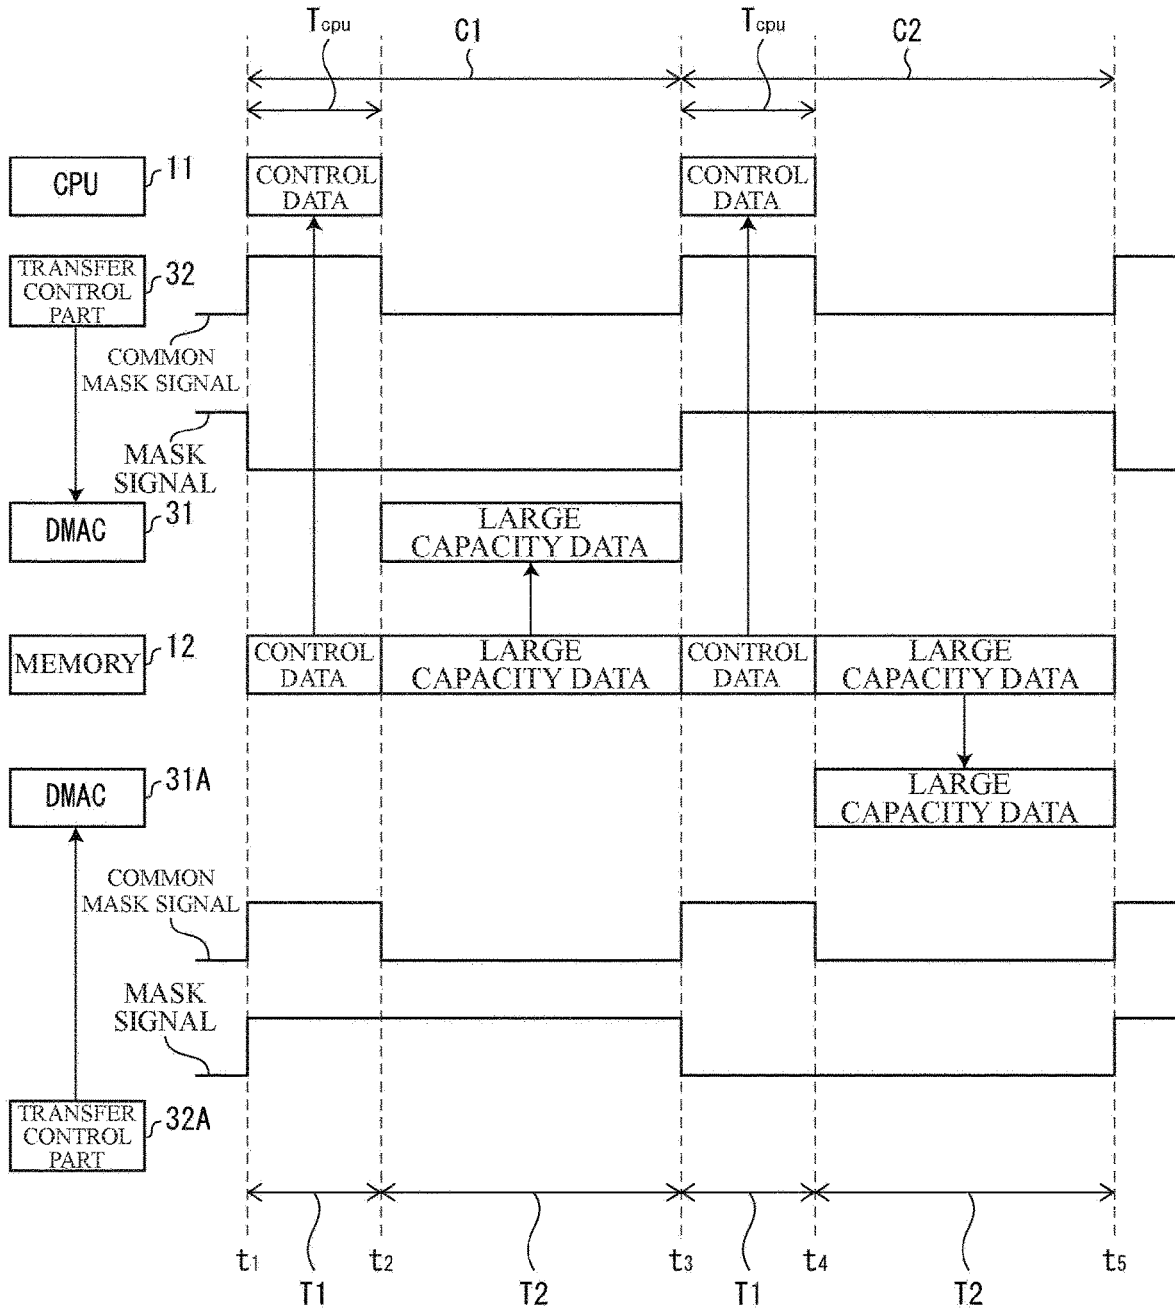 Tcpu
C1
Tcpu
C2
CPU
11
CONTROL
DATA
CONTROL
DATA
TRANSFER
CONTROL
PART
32
COMMON
MASK SIGNAL
MASK
SIGNAL
DMAC
31
LARGE
CAPACITY DATA
MEMORY
12
CONTROL
DATA
LARGE
CAPACITY DATA
CONTROL
DATA
LARGE
CAPACITY DATA
DMAC
31A
LARGE
CAPACITY DATA
COMMON
MASK SIGNAL
MASK
SIGNAL
TRANSFER
CONTROL
PART
32A
t1
t2
t3
t4
t5
T1
T2
T1
T2